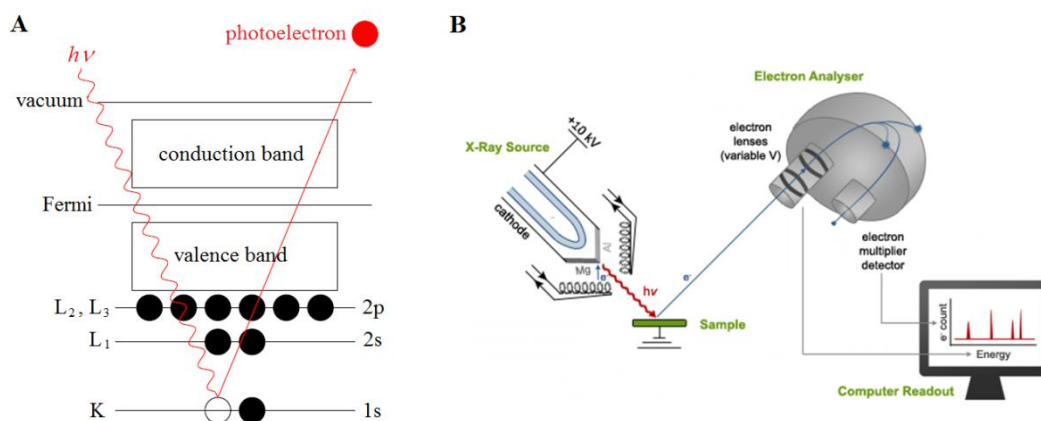 A
hν
photoelectron
vacuum
conduction band
Fermi
valence band
L2 , L3
2p
L1
2s
K
1s
B
Electron Analyser
electron
lenses
(variable V)
+10 kV
X-Ray Source
cathode
Al
Mg
e-
hν
e-
Sample
electron
multiplier
detector
e- count
Energy
Computer Readout